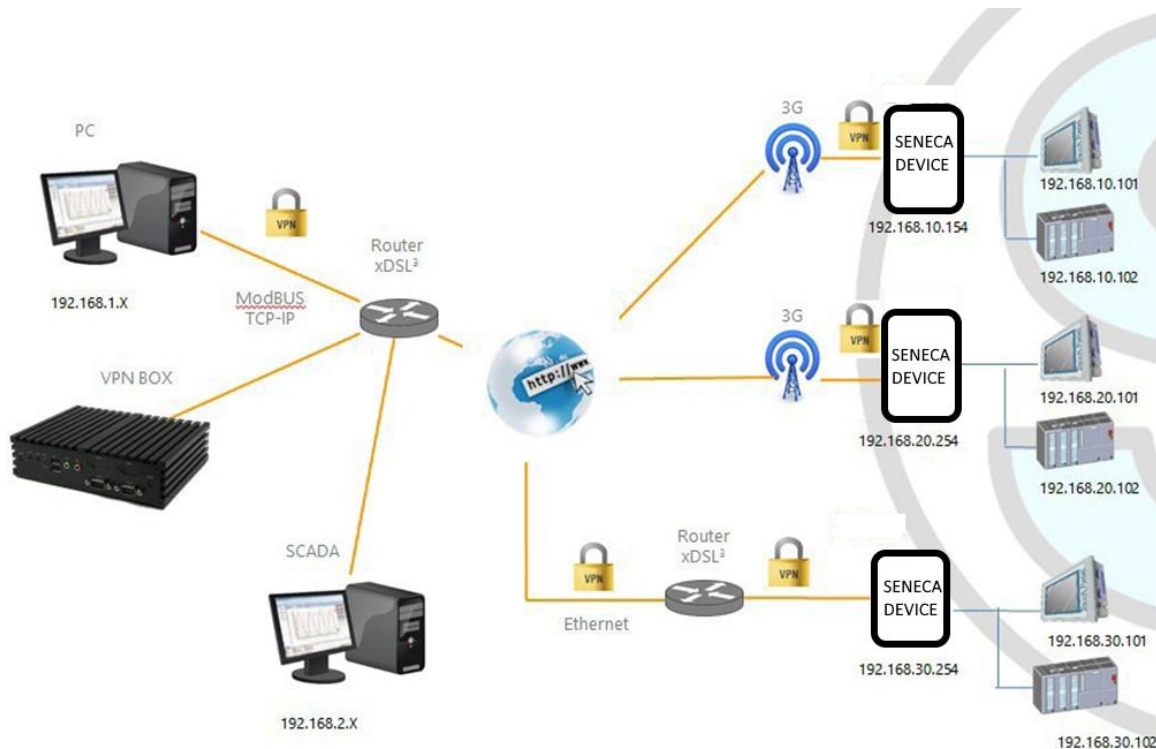 PC
VPN
192.168.1.X
Router
xDSL³
ModBUS
TCP-IP
VPN BOX
SCADA
192.168.2.X
http://www
3G
VPN
SENECA
DEVICE
192.168.10.154
192.168.10.101
192.168.10.102
3G
VPN
SENECA
DEVICE
192.168.20.254
192.168.20.101
192.168.20.102
VPN
Ethernet
Router
xDSL³
VPN
SENECA
DEVICE
192.168.30.254
192.168.30.101
192.168.30.102